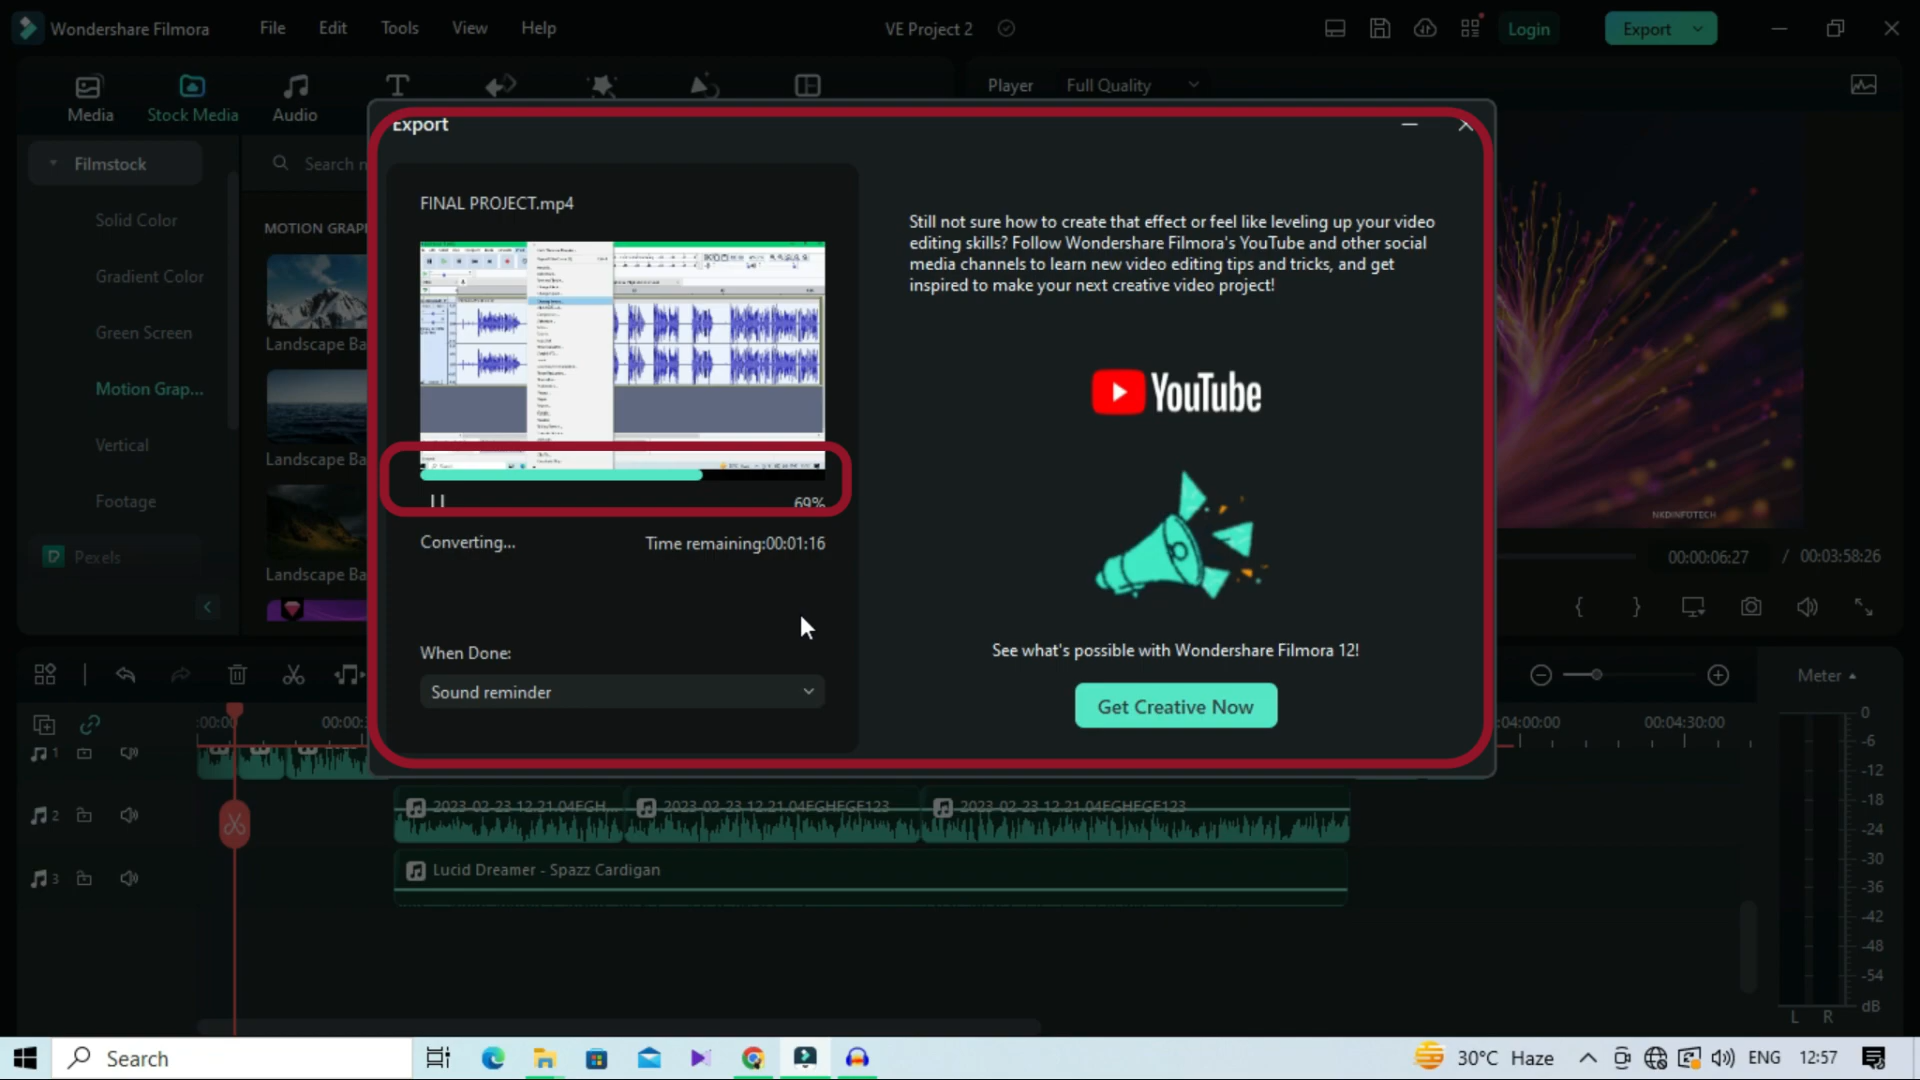 Wondershare Filmora
File
Edit
Tools
View
Help
VE Project 2
Login
Export
Media
Stock Media
Audio
Player
Full Quality
Export
Filmstock
Search
Solid Color
Gradient Color
Green Screen
Motion Grap...
Vertical
Footage
Pexels
MOTION GRAPH
Landscape Ba
Landscape Ba
Landscape Ba
FINAL PROJECT.mp4
69%
Converting...
Time remaining:00:01:16
When Done:
Sound reminder
Still not sure how to create that effect or feel like leveling up your video
editing skills? Follow Wondershare Filmora's YouTube and other social
media channels to learn new video editing tips and tricks, and get
inspired to make your next creative video project!
YouTube
See what's possible with Wondershare Filmora 12!
Get Creative Now
NKDINFOTECH
00:00:06:27 / 00:03:58:26
Meter
:00:00
00:00:
:04:00:00
00:04:30:00
1
2
3
2023-02-23 12.21.04FGH...
2023-02-23 12.21.04FGHFGF123
2023-02-23 12.21.04FGHFGF123
Lucid Dreamer - Spazz Cardigan
0
-6
-12
-18
-24
-30
-36
-42
-48
-54
dB
L R
Search
30°C Haze
ENG
12:57